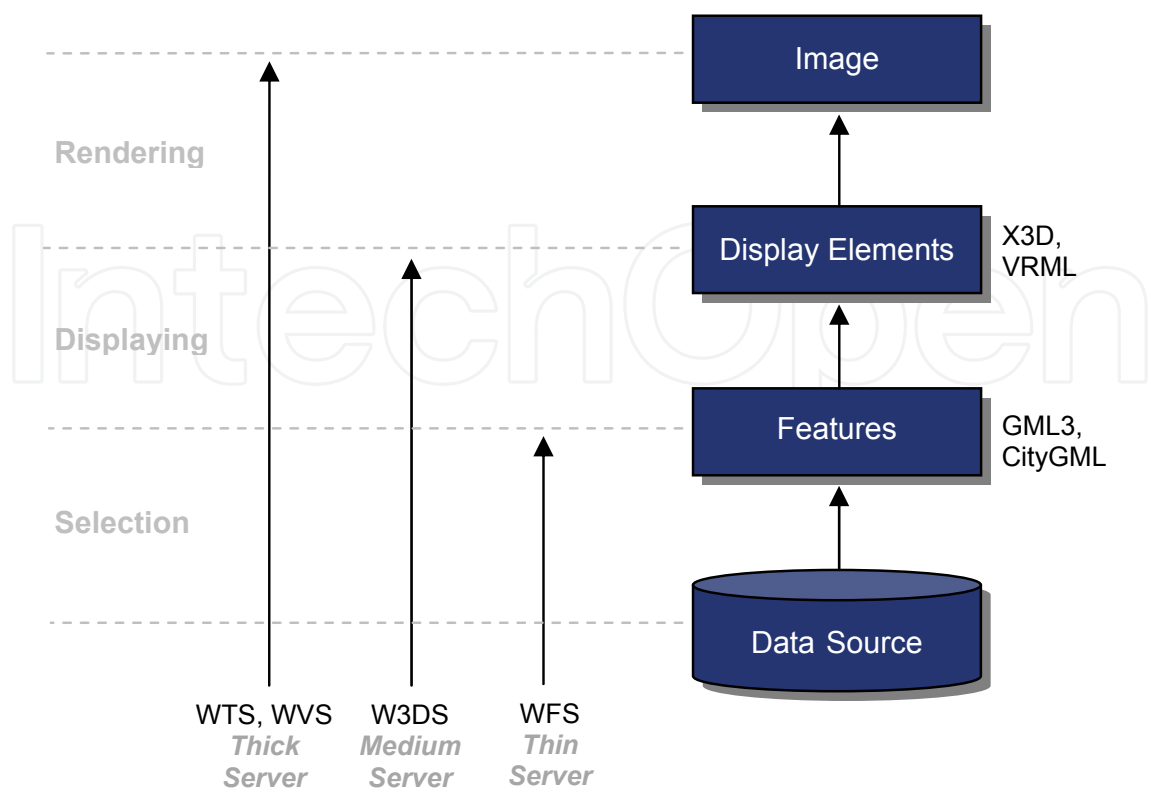 Image
Rendering
Display Elements
X3D,
VRML
IntechOpen
Displaying
Features
GML3,
CityGML
Selection
Data Source
WTS, WVS
Thick
Server
W3DS
Medium
Server
WFS
Thin
Server